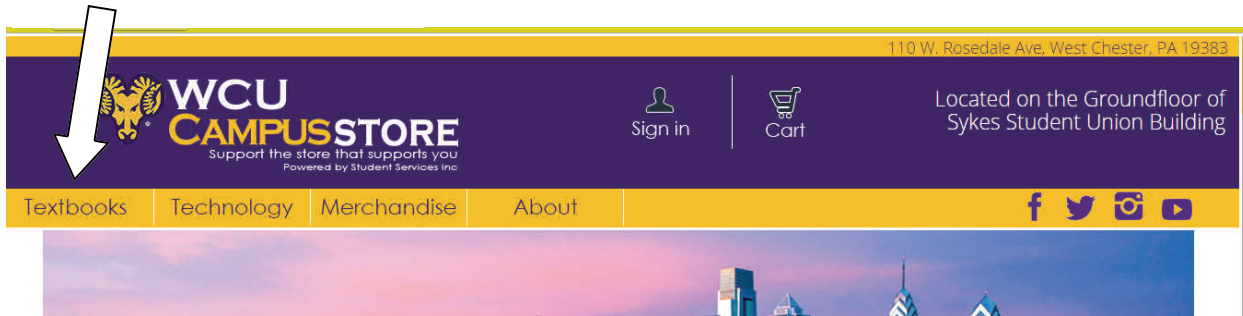 110 W. Rosedale Ave, West Chester, PA 19383
WCU
CAMPUSSTORE
Support the store that supports you
Powered by Student Services Inc
Sign in
Cart
Located on the Groundfloor of
Sykes Student Union Building
Textbooks Technology Merchandise About